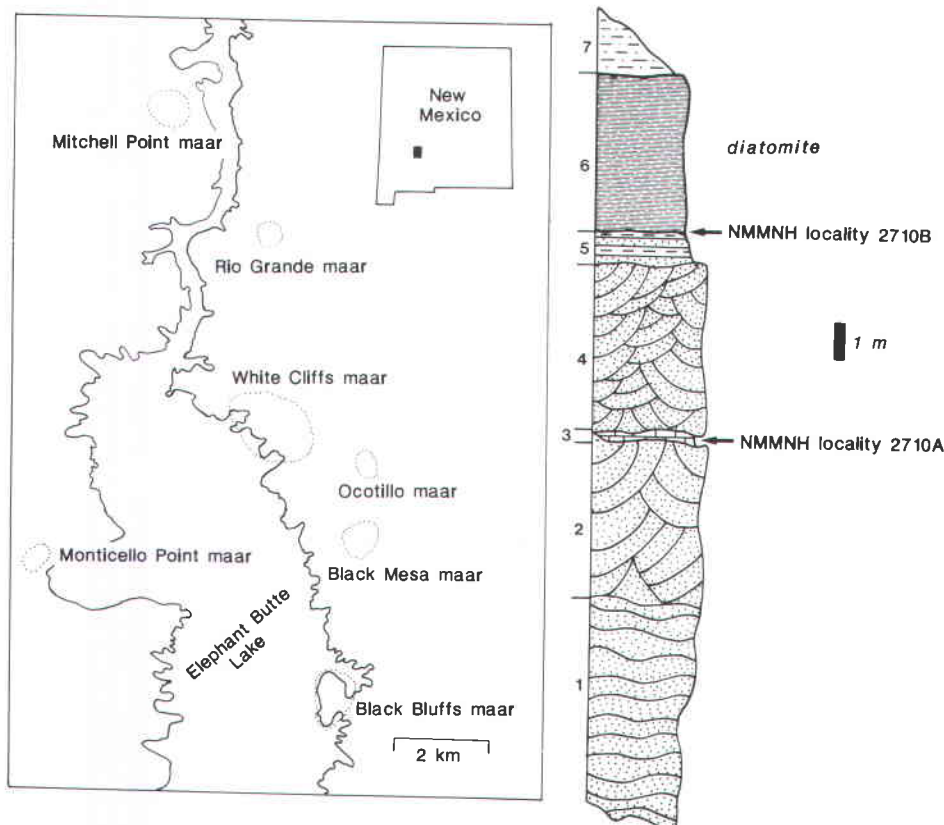 New
Mexico
Mitchell Point maar
Rio Grande maar
White Cliffs maar
Ocotillo maar
Monticello Point maar
Black Mesa maar
Elephant Butte
Lake
Black Bluffs maar
2 km
7
6
diatomite
NMMNH locality 2710B
5
4
1 m
3
NMMNH locality 2710A
2
1